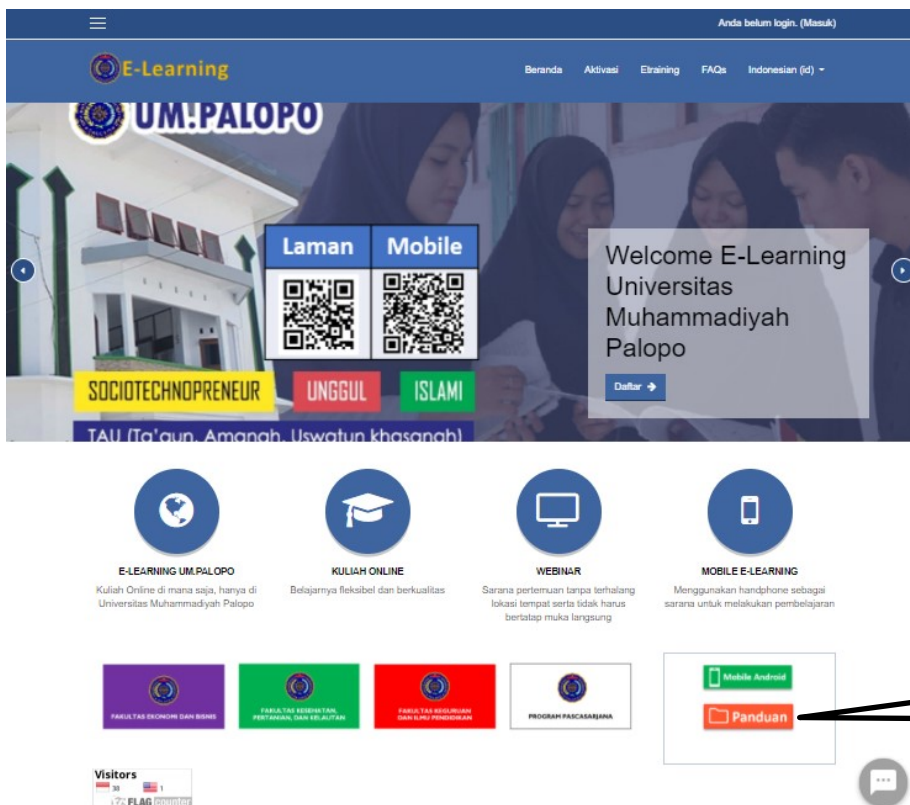 Anda belum login. (Masuk)
E-Learning
Beranda Aktivasi Etraining FAQs Indonesian (id)
UM.PALOPO
Laman Mobile
Welcome E-Learning
Universitas
Muhammadiyah
Palopo
Daftar
SOCIOTECHNOPRENEUR UNGGUL ISLAMI
TAU (Ta'aun, Amanah, Uswatun khasanah)
E-LEARNING UM.PALOPO
Kuliah Online di mana saja, hanya di
Universitas Muhammadiyah Palopo
KULIAH ONLINE
Belajarnya fleksibel dan berkualitas
WEBINAR
Sarana pertemuan tanpa terhalang
lokasi tempat serta tidak harus
bertatap muka langsung
MOBILE E-LEARNING
Menggunakan handphone sebagai
sarana untuk melakukan pembelajaran
FAKULTAS EKONOMI DAN BISNIS
FAKULTAS KESEHATAN,
PERTANIAN, DAN KELAUTAN
FAKULTAS KEGURUAN
DAN ILMU PENDIDIKAN
PROGRAM PASCASARJANA
Mobile Android
Panduan
Visitors
38 1
FLAG counter